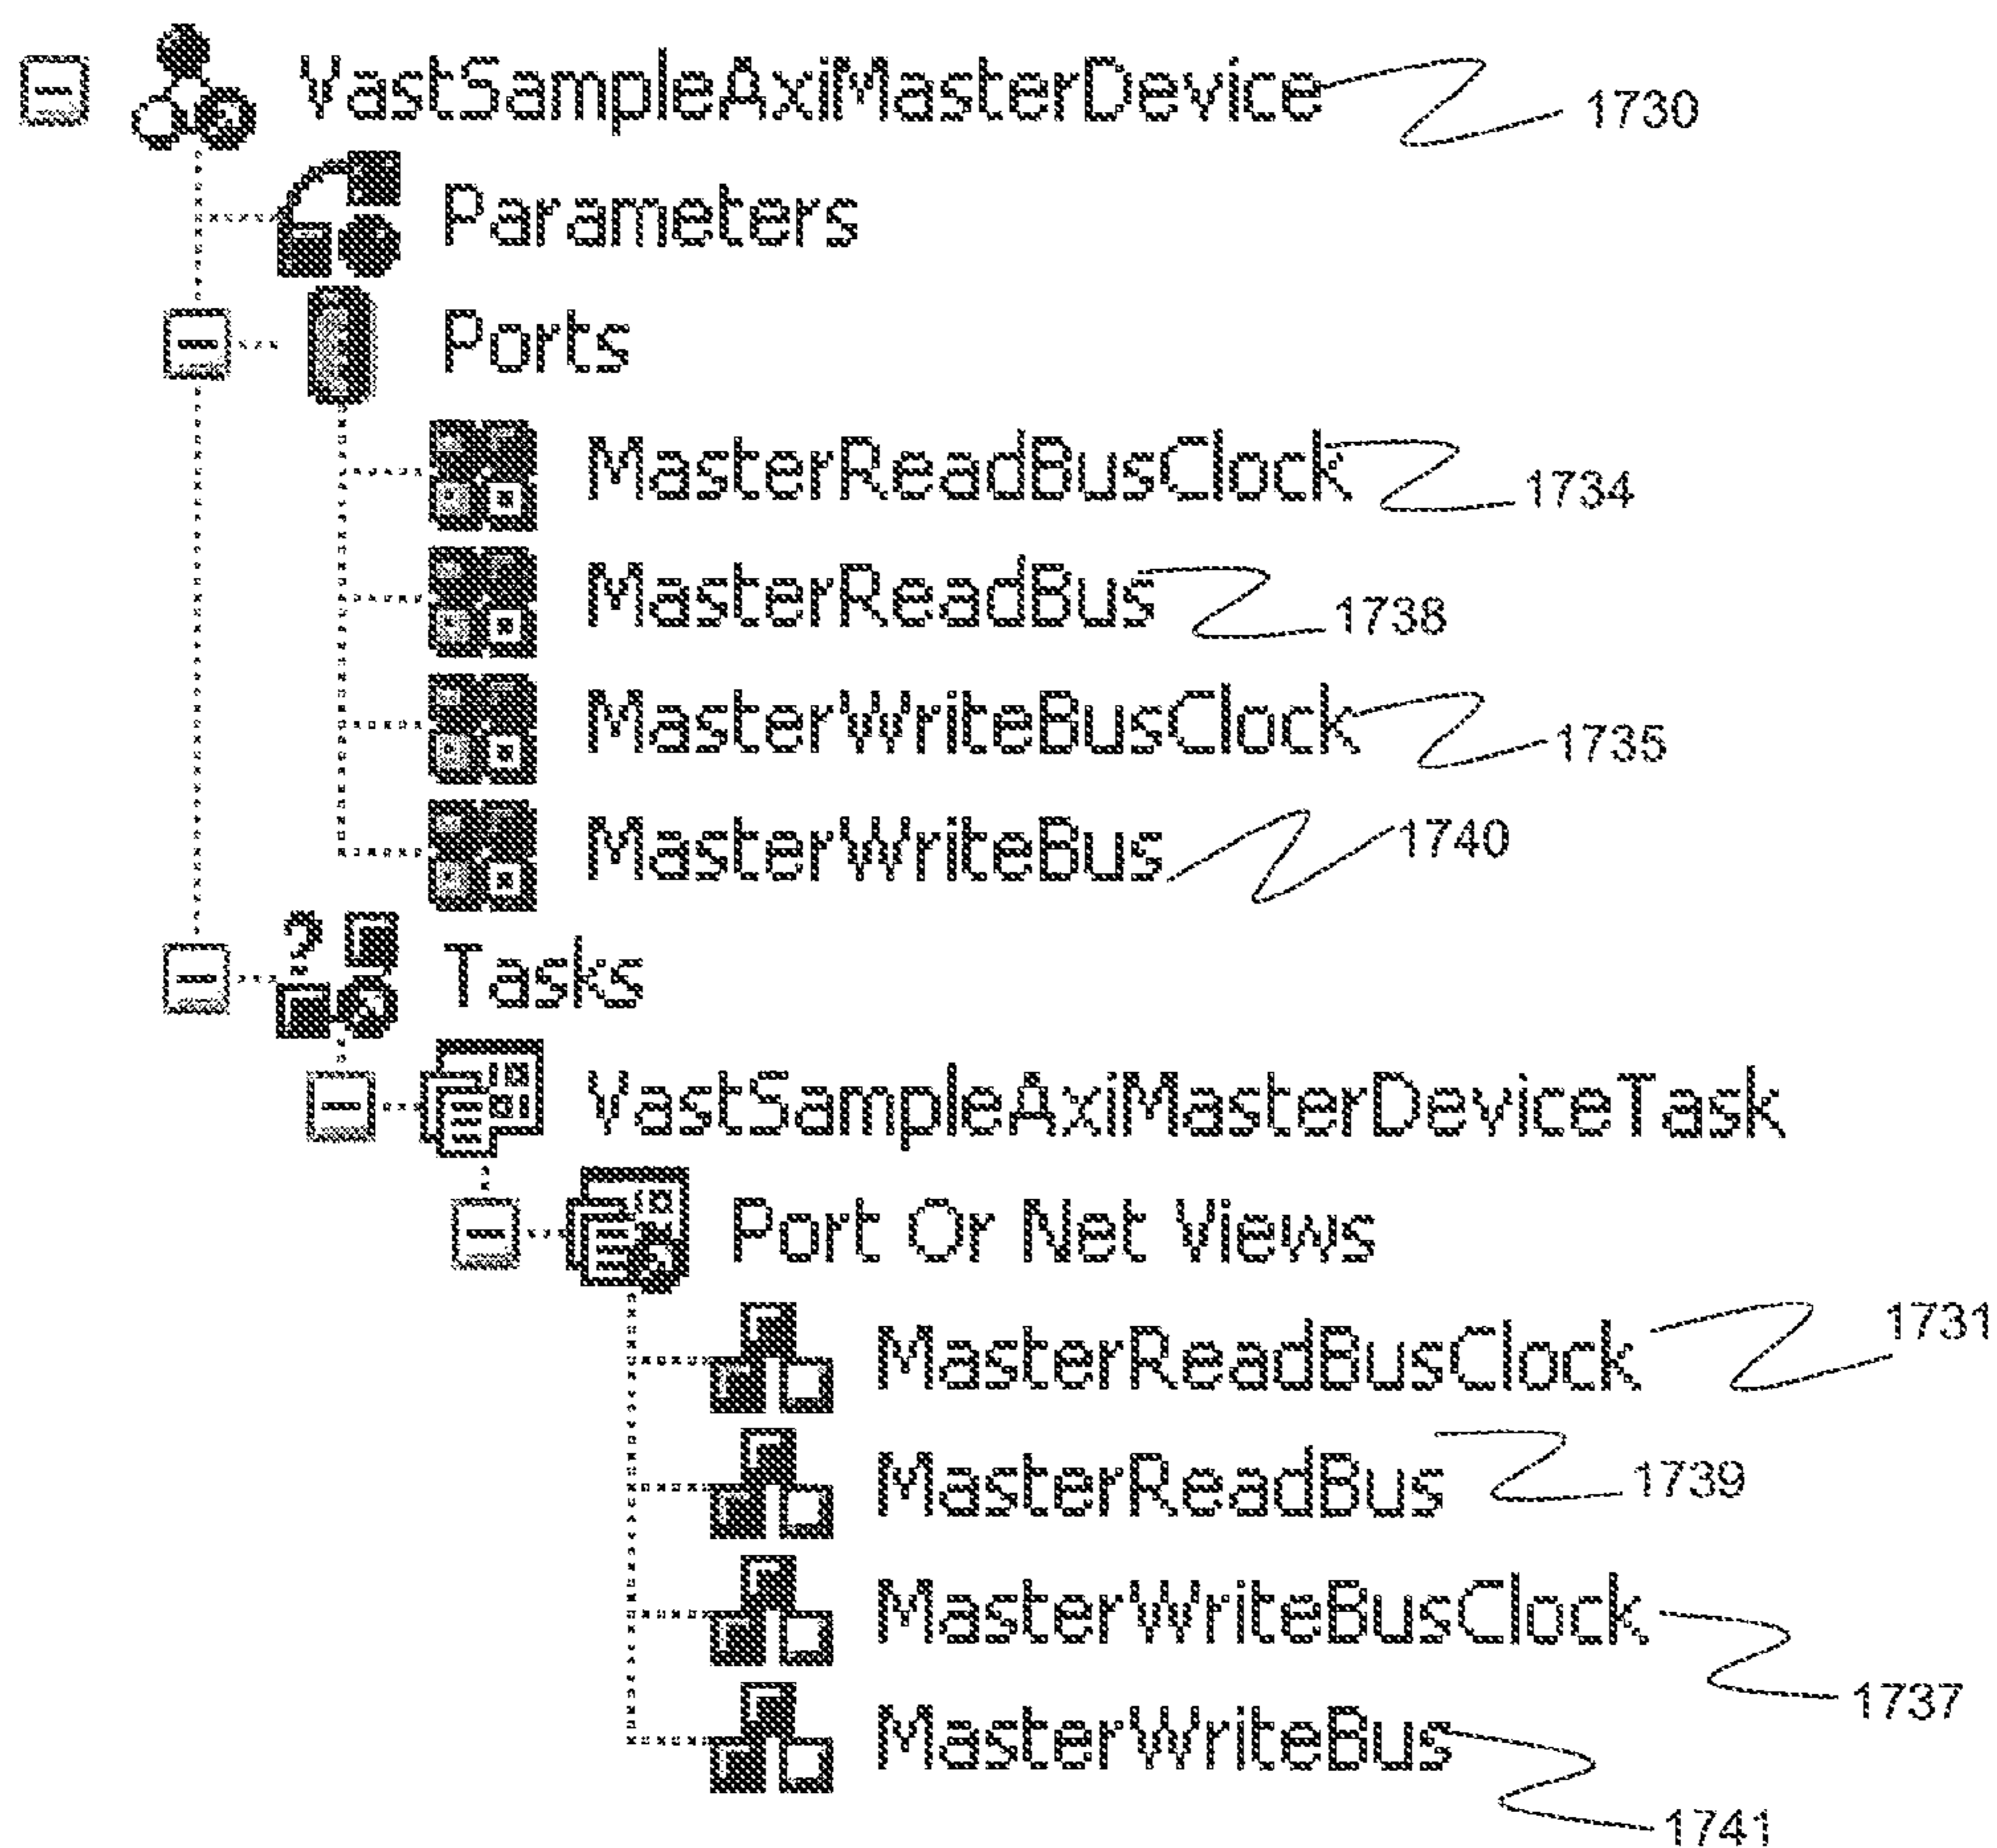 VastSampleAxiMasterDevice 1730
Parameters
Ports
MasterReadBusClock 1734
MasterReadBus 1738
MasterWriteBusClock 1735
MasterWriteBus 1740
Tasks
VastSampleAxiMasterDeviceTask
Port Or Net Views
MasterReadBusClock 1731
MasterReadBus 1739
MasterWriteBusClock 1737
MasterWriteBus 1741